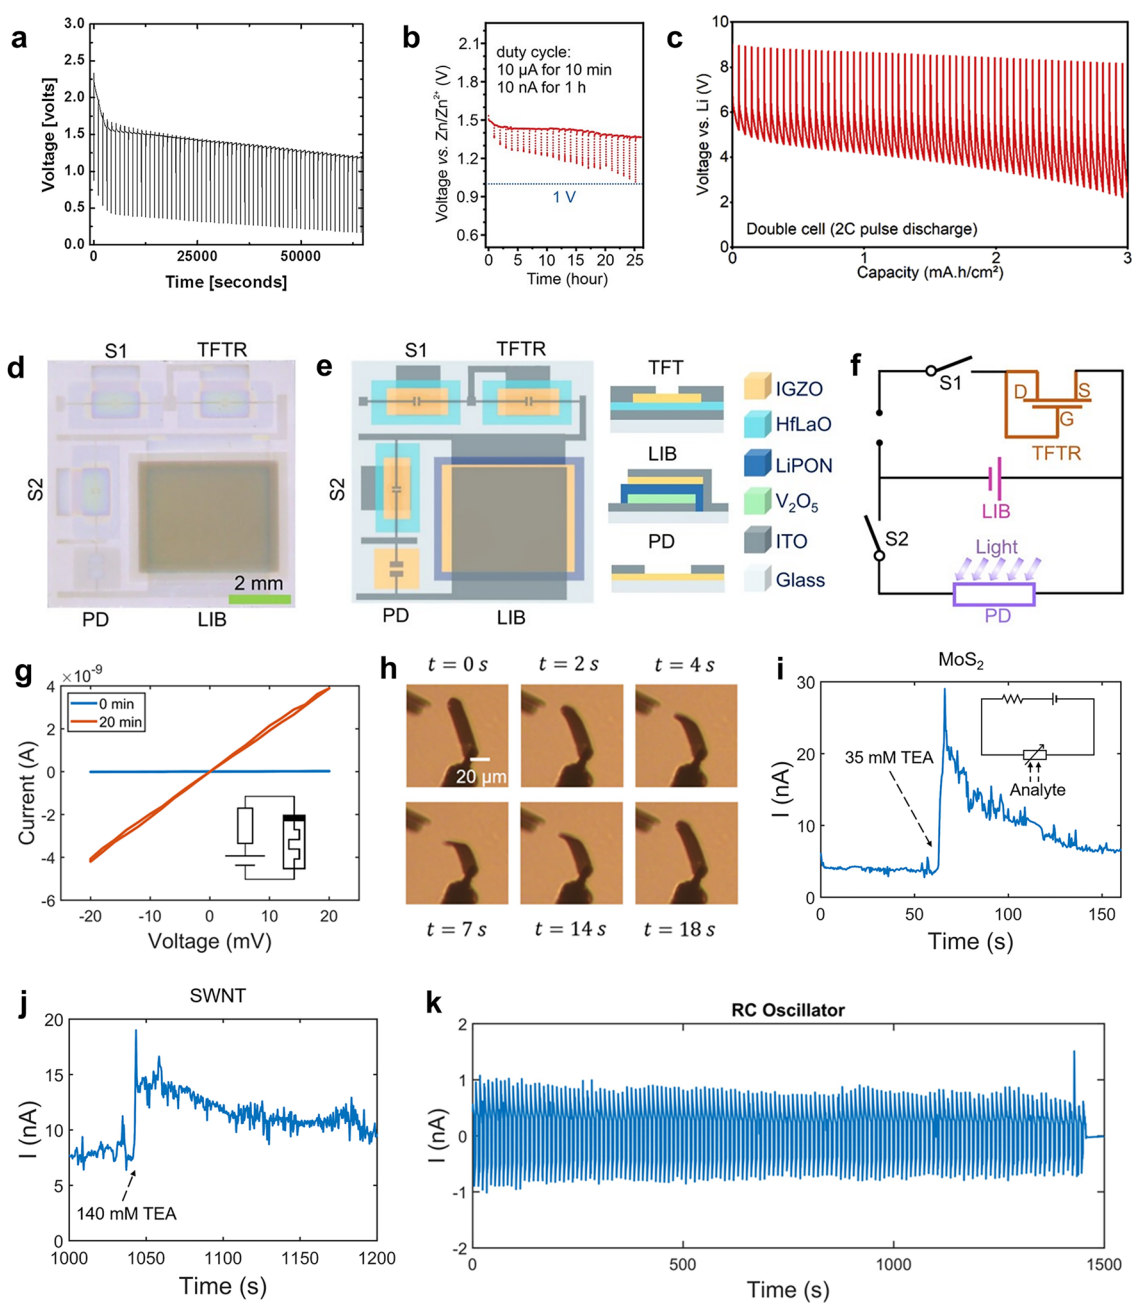 a
3.0
2.5
2.0
1.5
1.0
0.5
0.0
Voltage [volts]
0
25000
50000
Time [seconds]
b
2.1
1.8
1.5
1.2
0.9
0.6
Voltage vs. Zn/Zn²⁺ (V)
duty cycle:
10 µA for 10 min
10 nA for 1 h
1 V
0
5
10
15
20
25
Time (hour)
c
10
8
6
4
2
0
Voltage vs. Li (V)
Double cell (2C pulse discharge)
0
1
2
3
Capacity (mA.h/cm²)
d
S1
TFTR
S2
2 mm
PD
LIB
e
S1
TFTR
S2
PD
LIB
TFT
LIB
PD
IGZO
HfLaO
LiPON
V₂O₅
ITO
Glass
f
S1
D
S
G
TFTR
LIB
S2
Light
PD
g
×10⁻⁹
4
2
0
-2
-4
-6
Current (A)
0 min
20 min
-20
-10
0
10
20
Voltage (mV)
h
t = 0 s
t = 2 s
t = 4 s
20 µm
t = 7 s
t = 14 s
t = 18 s
i
MoS₂
30
20
10
0
I (nA)
35 mM TEA
Analyte
0
50
100
150
Time (s)
j
SWNT
20
15
10
5
0
I (nA)
140 mM TEA
1000
1050
1100
1150
1200
Time (s)
k
RC Oscillator
2
1
0
-1
-2
I (nA)
0
500
1000
1500
Time (s)